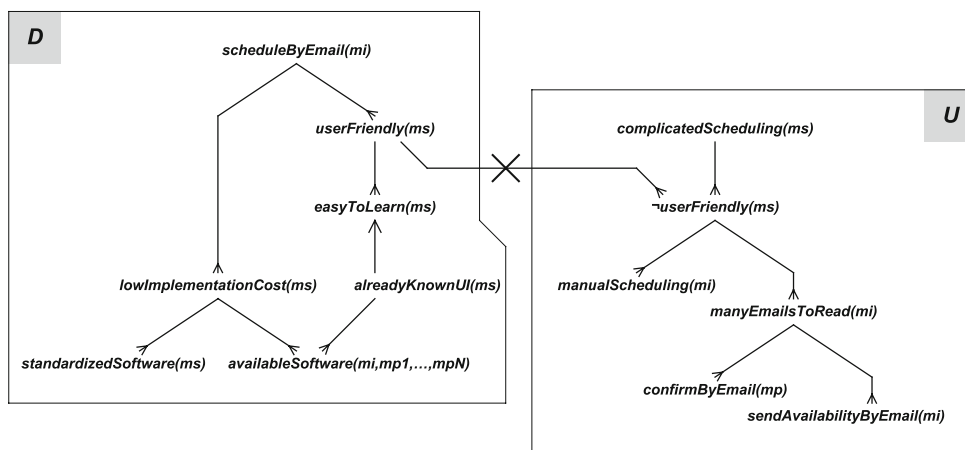 D
scheduleByEmail(mi)
userFriendly(ms)
easyToLearn(ms)
lowImplementationCost(ms)
alreadyKnownUI(ms)
standardizedSoftware(ms)
availableSoftware(mi,mp1,...,mpN)
U
complicatedScheduling(ms)
¬userFriendly(ms)
manualScheduling(mi)
manyEmailsToRead(mi)
confirmByEmail(mp)
sendAvailabilityByEmail(mi)